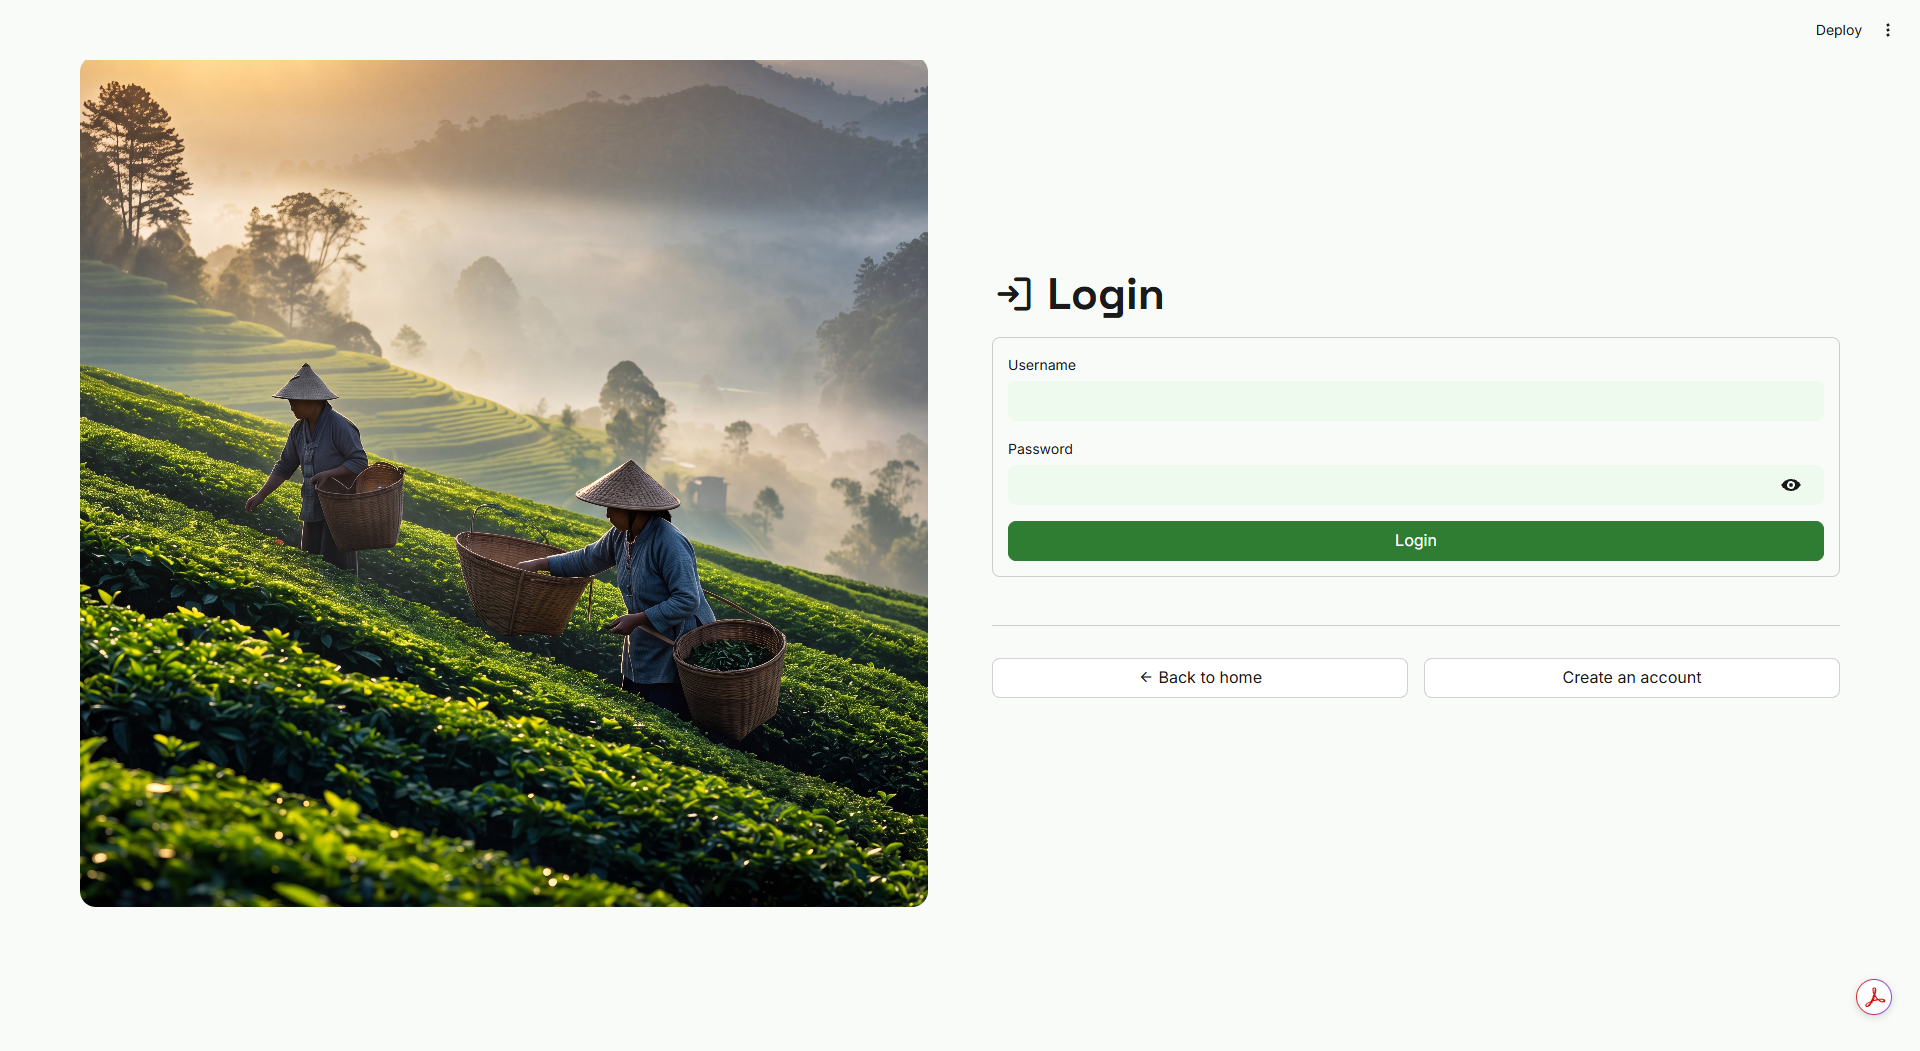 Deploy
Login
Username
Password
Login
← Back to home
Create an account